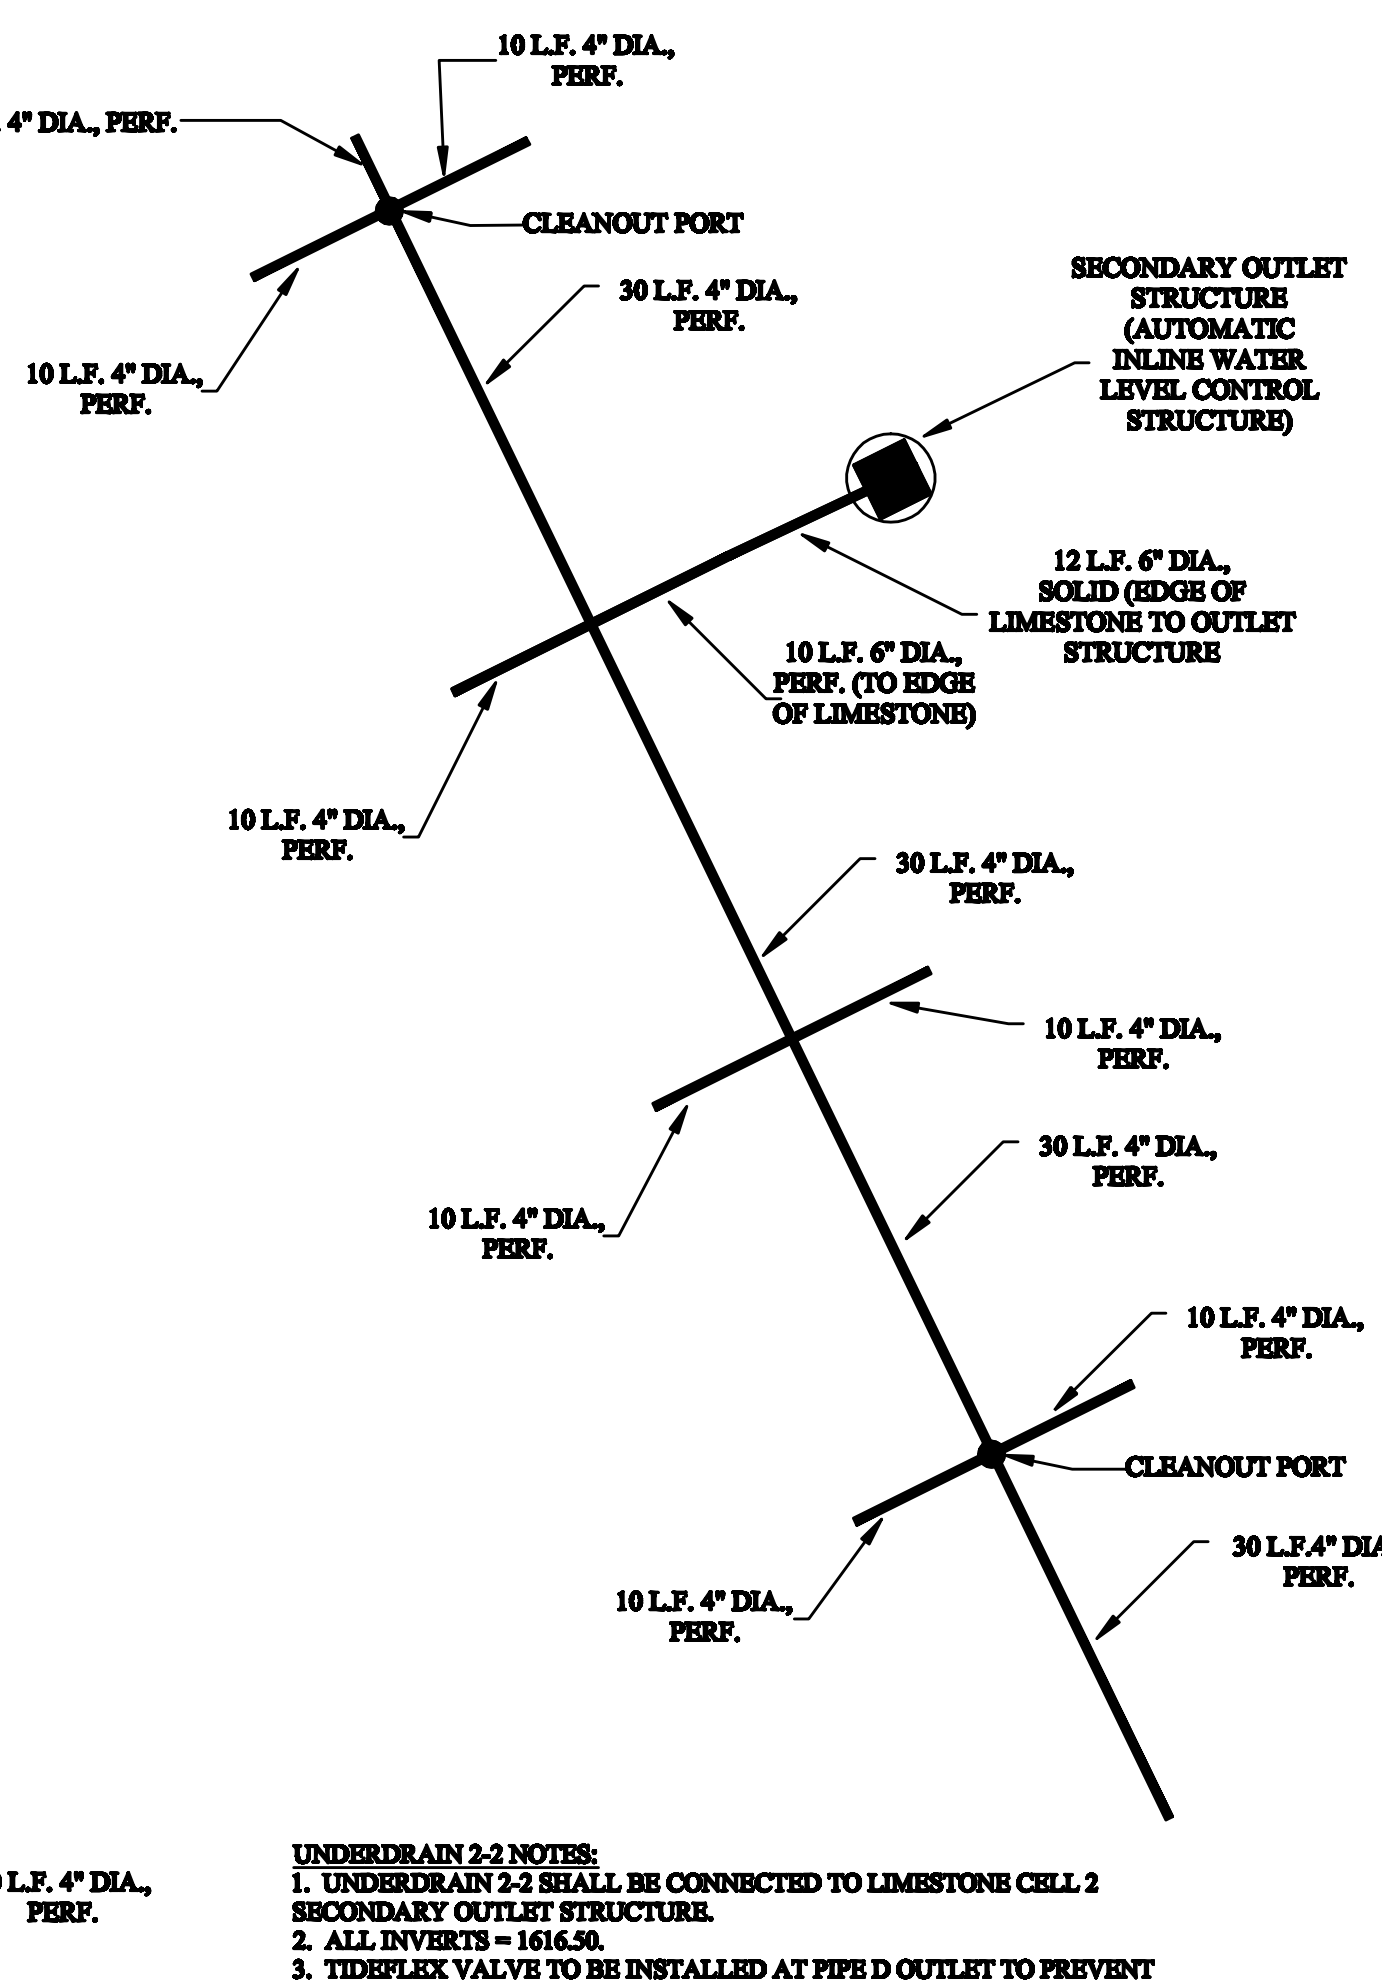 10 L.F. 4" DIA.,
PERF.
4" DIA., PERF.
CLEANOUT PORT
SECONDARY OUTLET
STRUCTURE
(AUTOMATIC
INLINE WATER
LEVEL CONTROL
STRUCTURE)
30 L.F. 4" DIA.,
PERF.
10 L.F. 4" DIA.,
PERF.
12 L.F. 6" DIA.,
SOLID (EDGE OF
LIMESTONE TO OUTLET
STRUCTURE
10 L.F. 6" DIA.,
PERF. (TO EDGE
OF LIMESTONE)
10 L.F. 4" DIA.,
PERF.
30 L.F. 4" DIA.,
PERF.
10 L.F. 4" DIA.,
PERF.
30 L.F. 4" DIA.,
PERF.
10 L.F. 4" DIA.,
PERF.
10 L.F. 4" DIA.,
PERF.
CLEANOUT PORT
30 L.F.4" DIA
PERF.
10 L.F. 4" DIA.,
PERF.
L.F. 4" DIA.,
PERF.
UNDERDRAIN 2-2 NOTES:
1. UNDERDRAIN 2-2 SHALL BE CONNECTED TO LIMESTONE CELL 2
SECONDARY OUTLET STRUCTURE.
2. ALL INVERTS = 1616.50.
3. TIDEFLEX VALVE TO BE INSTALLED AT PIPE D OUTLET TO PREVENT